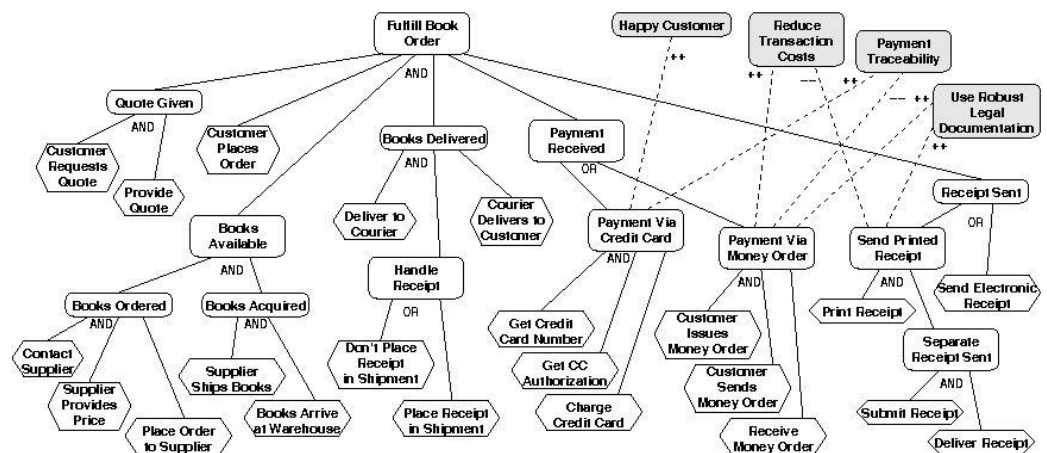 Fulfill Book
Order
Happy Customer
Reduce
Transaction
Costs
Payment
Traceability
++
AND
++
--- ++
Quote Given
--- ++
Use Robust
Legal
Documentation
AND
Customer
Places
Order
Books Delivered
Payment
Received
Customer
Requests
Quote
AND
OR
++
Provide
Quote
Receipt Sent
Books
Available
Deliver to
Courier
Courier
Delivers to
Customer
Payment Via
Credit Card
Payment Via
Money Order
Send Printed
Receipt
OR
AND
Handle
Receipt
AND
AND
AND
Send Electronic
Receipt
Books Ordered
Books Acquired
OR
Get Credit
Card Number
Customer
Issues
Money Order
Print Receipt
AND
AND
Contact
Supplier
Don't Place
Receipt
in Shipment
Separate
Receipt Sent
Supplier
Ships Books
Get CC
Authorization
Customer
Sends
Money Order
AND
Supplier
Provides
Price
Books Arrive
at Warehouse
Place Receipt
in Shipment
Charge
Credit Card
Submit Receipt
Place Order
to Supplier
Receive
Money Order
Deliver Receipt